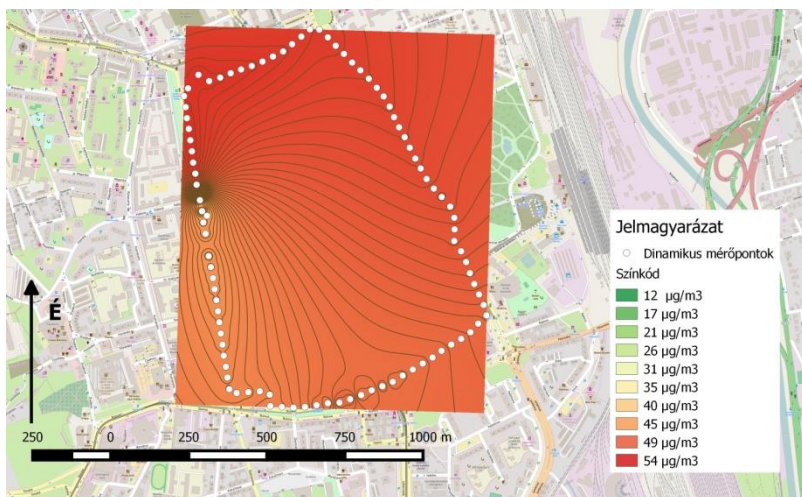 Jelmagyarázat
Dinamikus mérőpontok
Színkód
12 µg/m3
17 µg/m3
21 µg/m3
26 µg/m3
31 µg/m3
35 µg/m3
40 µg/m3
45 µg/m3
49 µg/m3
54 µg/m3
É
250 0 250 500 750 1000 m